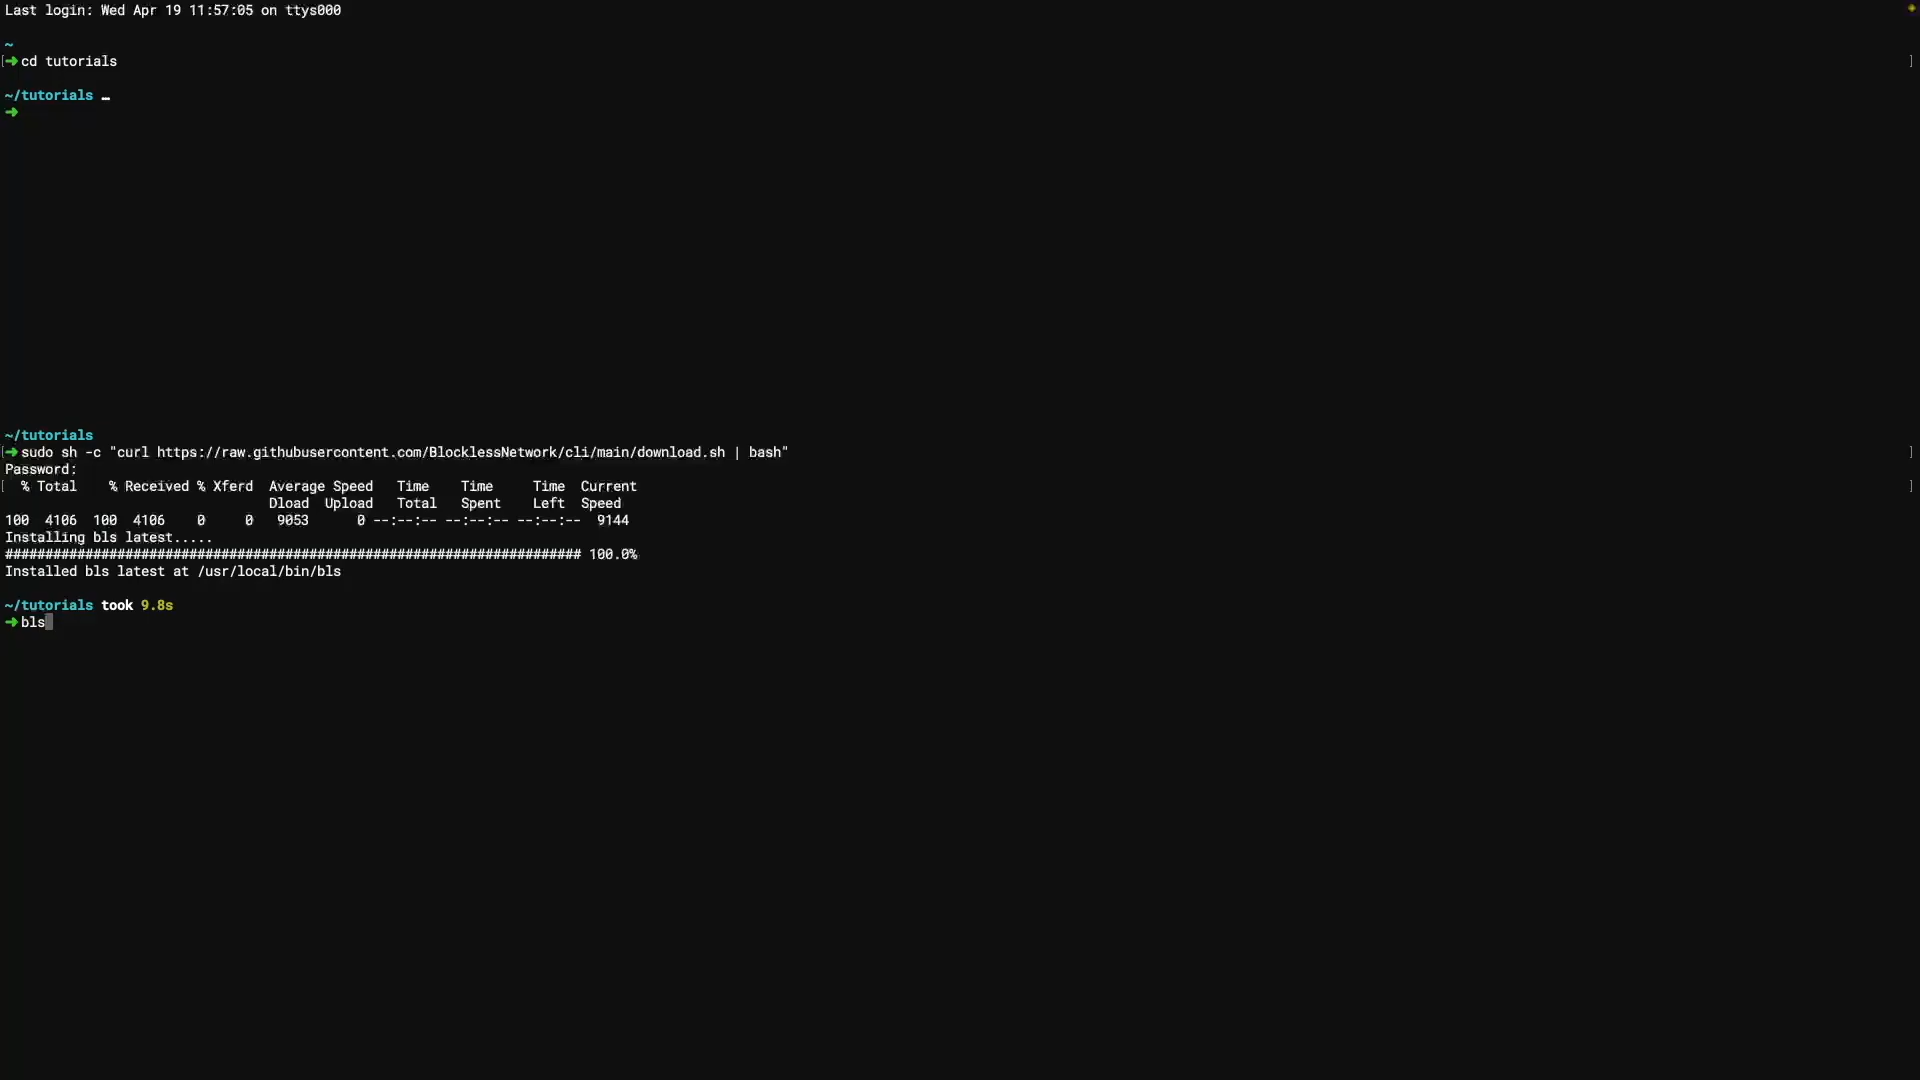 Last login: Wed Apr 19 11:57:05 on ttys000
~
[➜ cd tutorials ]
~/tutorials _
➜
~/tutorials
[➜ sudo sh -c "curl https://raw.githubusercontent.com/BlocklessNetwork/cli/main/download.sh | bash" ]
Password:
[ % Total % Received % Xferd Average Speed Time Time Time Current ]
Dload Upload Total Spent Left Speed
100 4106 100 4106 0 0 9053 0 --:--:-- --:--:-- --:--:-- 9144
Installing bls latest.....
######################################################################## 100.0%
Installed bls latest at /usr/local/bin/bls
~/tutorials took 9.8s
➜ bls